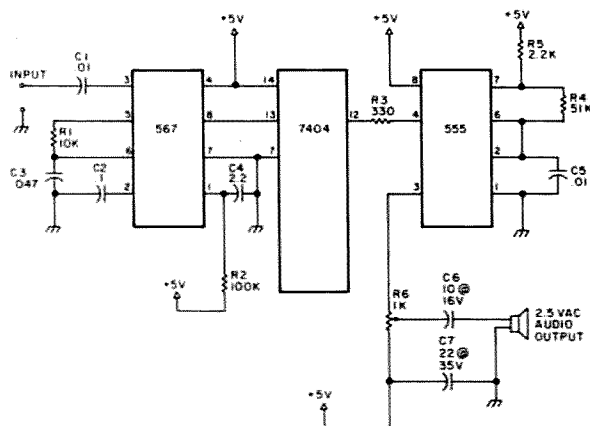 +5V
+5V
+5V
C1
.01
INPUT
R5
2.2K
3
4
14
8
7
R1
10K
5
567
8
13
7404
12
R3
330
4
555
6
R4
51K
C3
.047
6
C2
.1
2
7
C4
2.2
1
7
2
C5
.01
3
1
+5V
R2
100K
R6
1K
C6
10@
16V
2.5 VAC
AUDIO
OUTPUT
C7
22@
35V
+5V